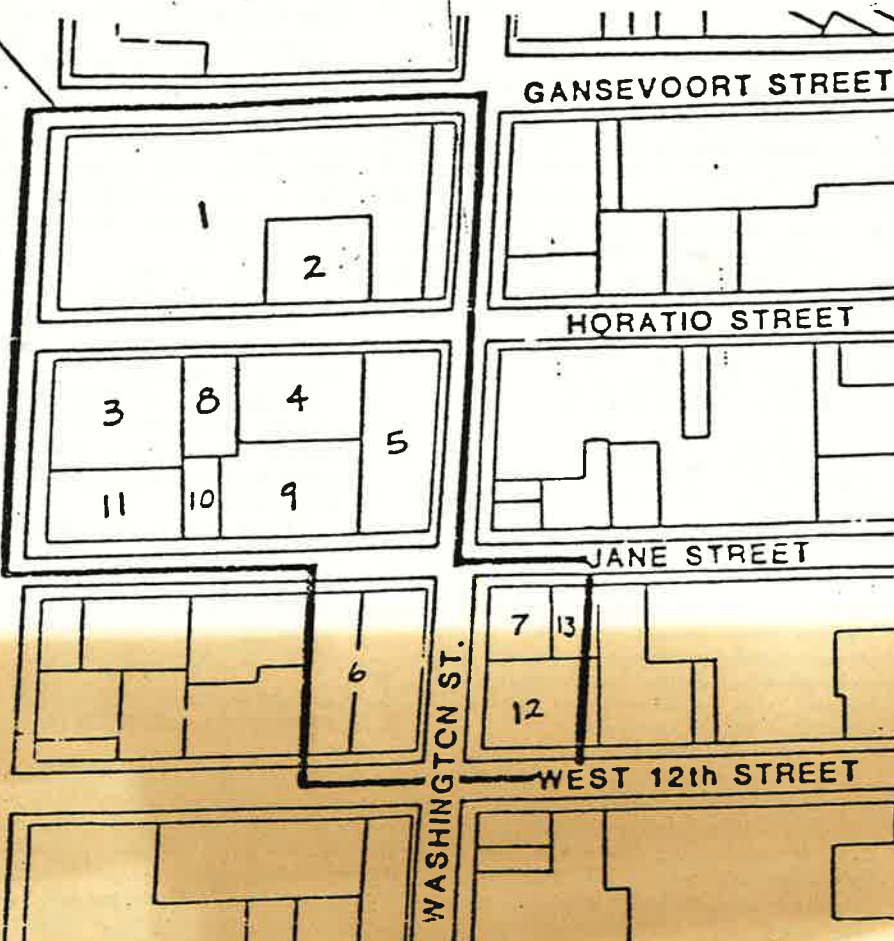 GANSEVOORT STREET
1
2
HORATIO STREET
3
8
4
5
11
10
9
JANE STREET
7
13
6
12
WASHINGTON ST.
WEST 12th STREET